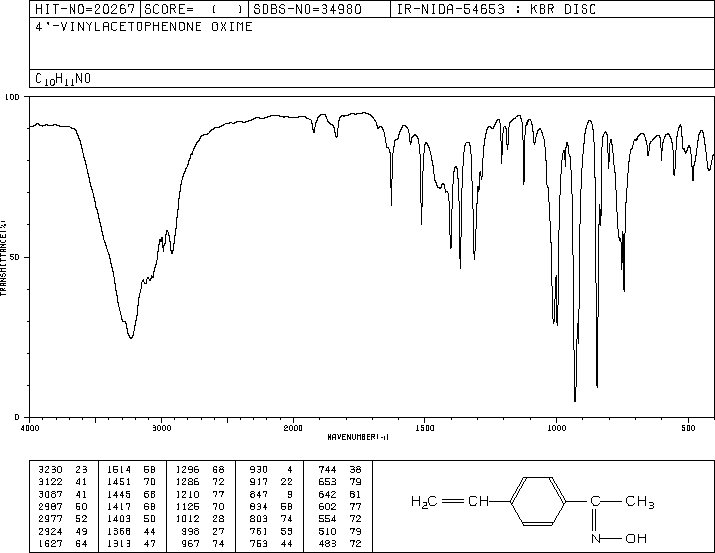 HIT-NO=20267 SCORE= ( ) SDBS-NO=34980 IR-NIDA-54653 : KBR DISC
4'-VINYLACETOPHENONE OXIME
C10H11NO
100
50
0
TRANSMITTANCE(%)
4000 3000 2000 1500 1000 500
WAVENUMBER(-1)
3230 23 1514 58 1296 68 930 4 744 38
3122 41 1451 70 1286 72 917 22 653 79
3087 41 1445 68 1210 77 847 9 642 81
2987 50 1417 68 1125 70 834 58 602 77
2977 52 1403 50 1012 28 803 74 554 72
2924 49 1368 44 998 27 761 59 510 79
1627 64 1313 47 967 74 753 44 483 72
H2C CH C CH3
N OH